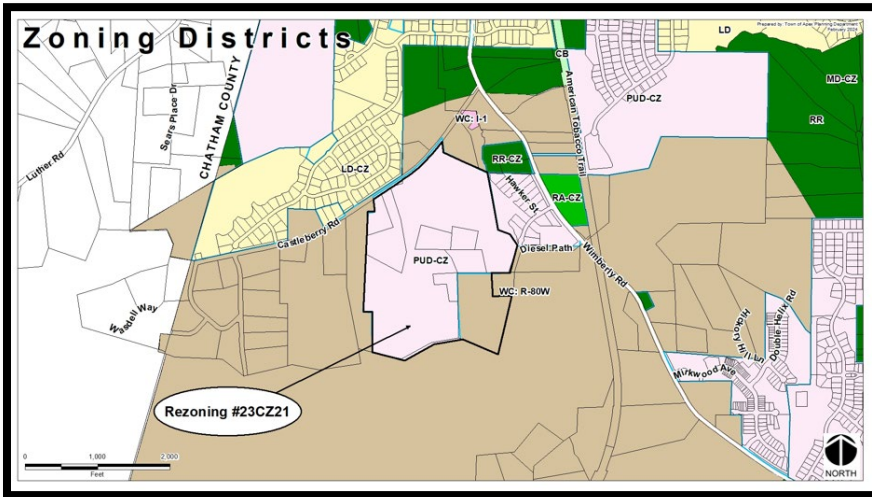 Zoning Districts
Prepared by: Town of Apex Planning Department
February 2024
LD
CB
MD-CZ
PUD-CZ
RR
American Tobacco Trail
CHATHAM COUNTY
Sears Place Dr
Luther Rd
WC: I-1
LD-CZ
RR-CZ
Hawker St
RA-CZ
Castleberry Rd
PUD-CZ
Diesel Path
Wimberly Rd
WC: R-80W
Wasdell Way
Hickory Hill Ln
Double Helix Rd
Mirkwood Ave
Rezoning #23CZ21
0 1,000 2,000
Feet
NORTH